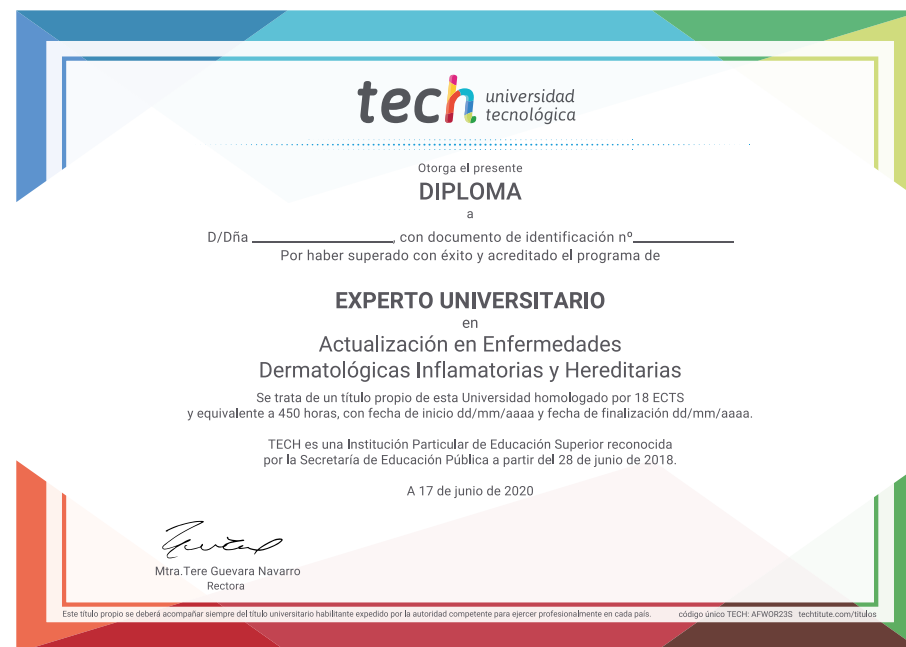 tech universidad
tecnológica
Otorga el presente
DIPLOMA
a
D/Dña ____________________, con documento de identificación nº______________
Por haber superado con éxito y acreditado el programa de
EXPERTO UNIVERSITARIO
en
Actualización en Enfermedades
Dermatológicas Inflamatorias y Hereditarias
Se trata de un título propio de esta Universidad homologado por 18 ECTS
y equivalente a 450 horas, con fecha de inicio dd/mm/aaaa y fecha de finalización dd/mm/aaaa.
TECH es una Institución Particular de Educación Superior reconocida
por la Secretaría de Educación Pública a partir del 28 de junio de 2018.
A 17 de junio de 2020
Mtra.Tere Guevara Navarro
Rectora
Este título propio se deberá acompañar siempre del título universitario habilitante expedido por la autoridad competente para ejercer profesionalmente en cada país. código único TECH: AFWOR23S techtitute.com/titulos